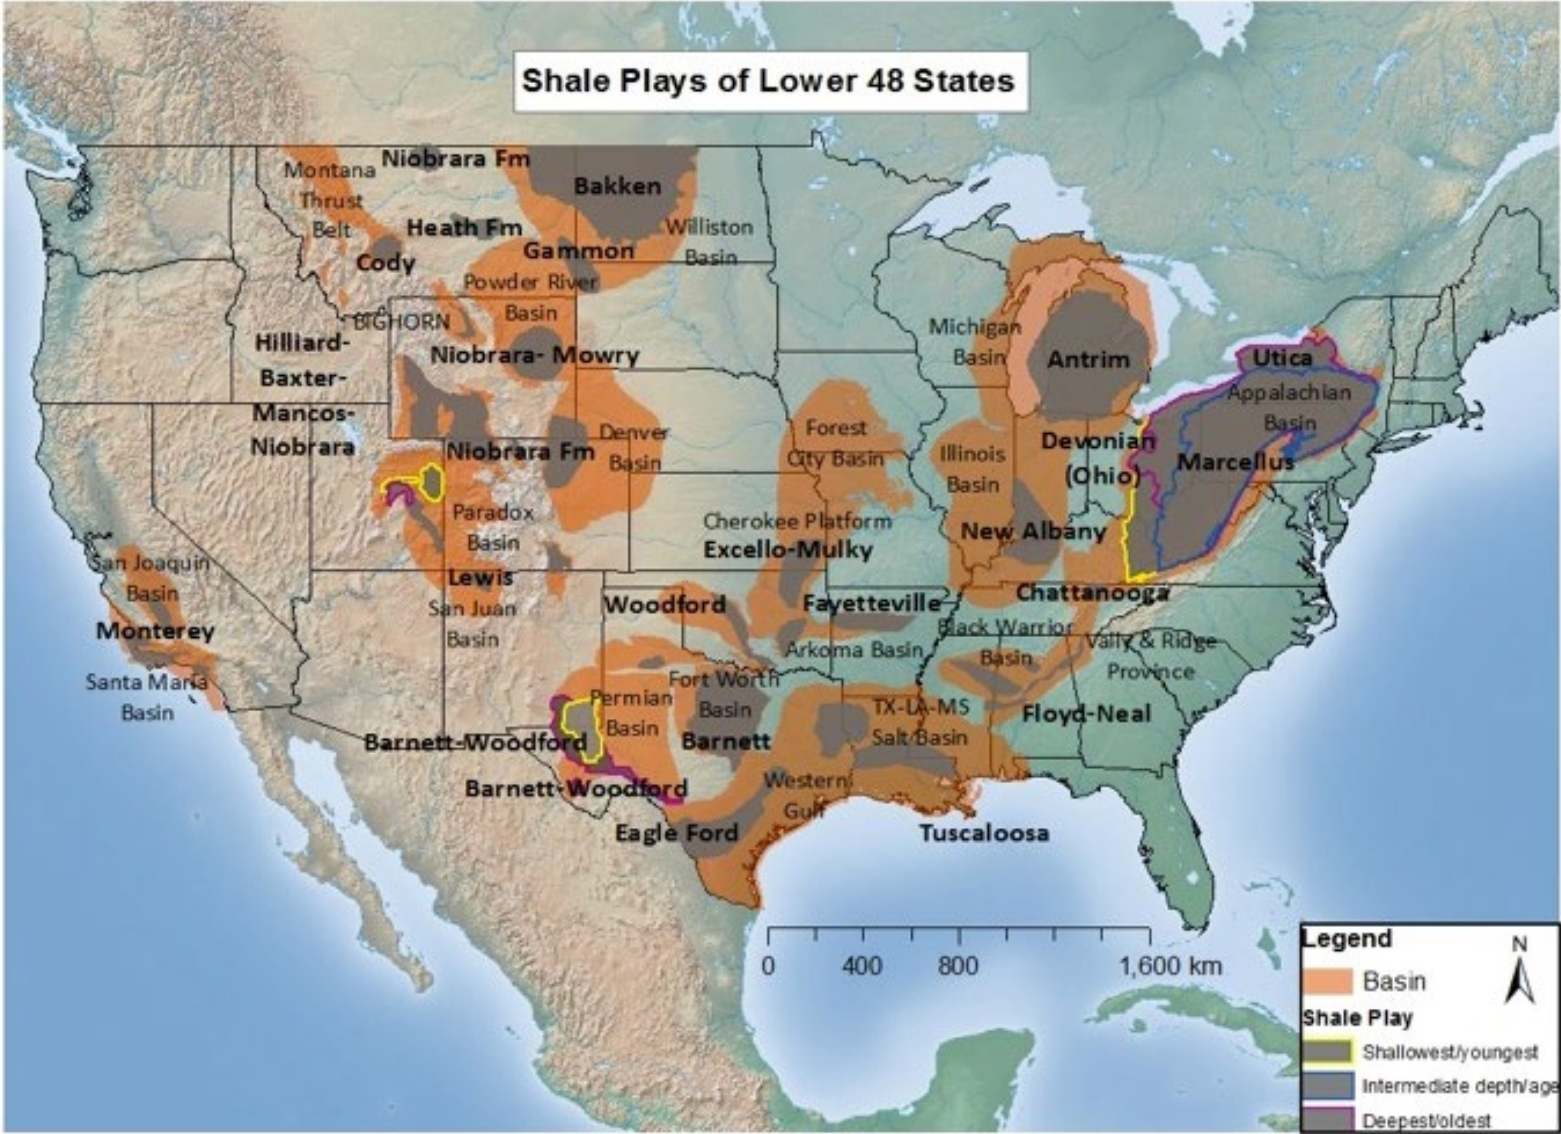 Shale Plays of Lower 48 States
Niobrara Fm
Bakken
Montana
Thrust
Belt
Heath Fm
Williston
Basin
Gammon
Cody
Powder River
Basin
BIGHORN
Hilliard-
Baxter-
Mancos-
Niobrara
Niobrara- Mowry
Michigan
Basin
Antrim
Utica
Appalachian
Basin
Niobrara Fm
Denver
Basin
Forest
City Basin
Illinois
Basin
Devonian
(Ohio)
Marcellus
Paradox
Basin
Cherokee Platform
Excello-Mulky
New Albany
San Joaquin
Basin
Lewis
San Juan
Basin
Woodford
Fayetteville
Chattanooga
Monterey
Arkoma Basin
Black Warrior
Basin
Vally & Ridge
Province
Santa Maria
Basin
Permian
Basin
Fort Worth
Basin
TX-LA-MS
Salt Basin
Floyd-Neal
Barnett-Woodford
Barnett
Barnett-Woodford
Western
Gulf
Eagle Ford
Tuscaloosa
0 400 800 1,600 km
Legend
N
Basin
Shale Play
Shallowest/youngest
Intermediate depth/age
Deepest/oldest